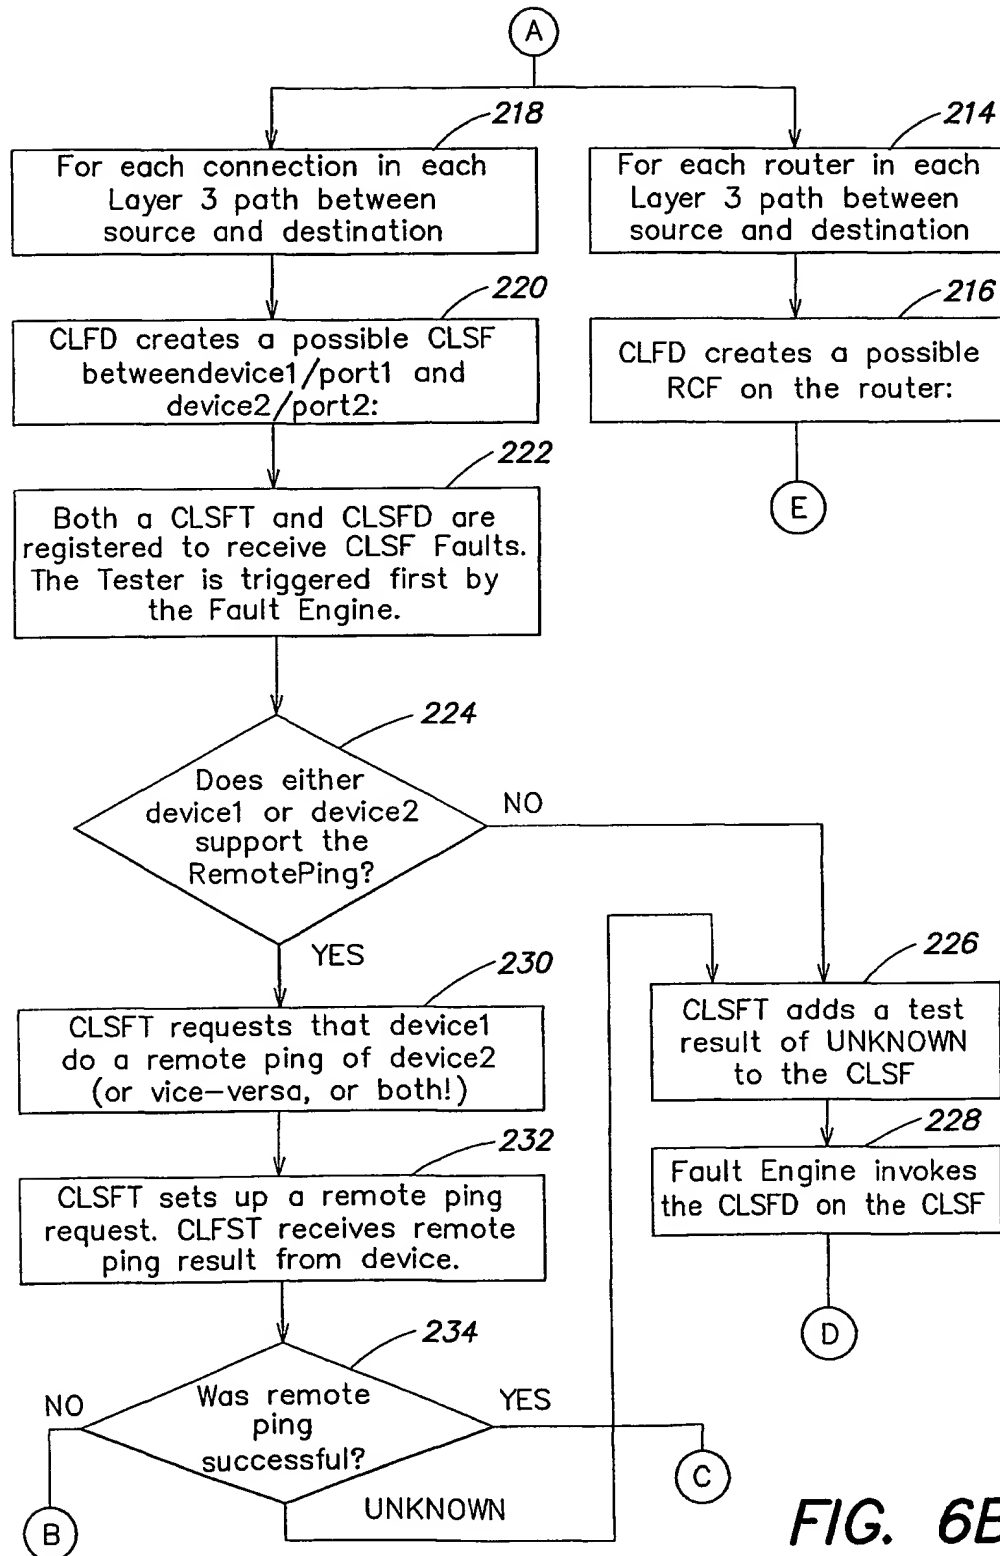 A
218
For each connection in each
Layer 3 path between
source and destination
214
For each router in each
Layer 3 path between
source and destination
220
CLFD creates a possible CLSF
betweendevice1/port1 and
device2/port2:
216
CLFD creates a possible
RCF on the router:
E
222
Both a CLSFT and CLSFD are
registered to receive CLSF Faults.
The Tester is triggered first by
the Fault Engine.
224
Does either
device1 or device2
support the
RemotePing?
NO
YES
230
CLSFT requests that device1
do a remote ping of device2
(or vice-versa, or both!)
226
CLSFT adds a test
result of UNKNOWN
to the CLSF
232
CLSFT sets up a remote ping
request. CLFST receives remote
ping result from device.
228
Fault Engine invokes
the CLSFD on the CLSF
D
234
Was remote
ping
successful?
NO
YES
UNKNOWN
B
C
FIG. 6B